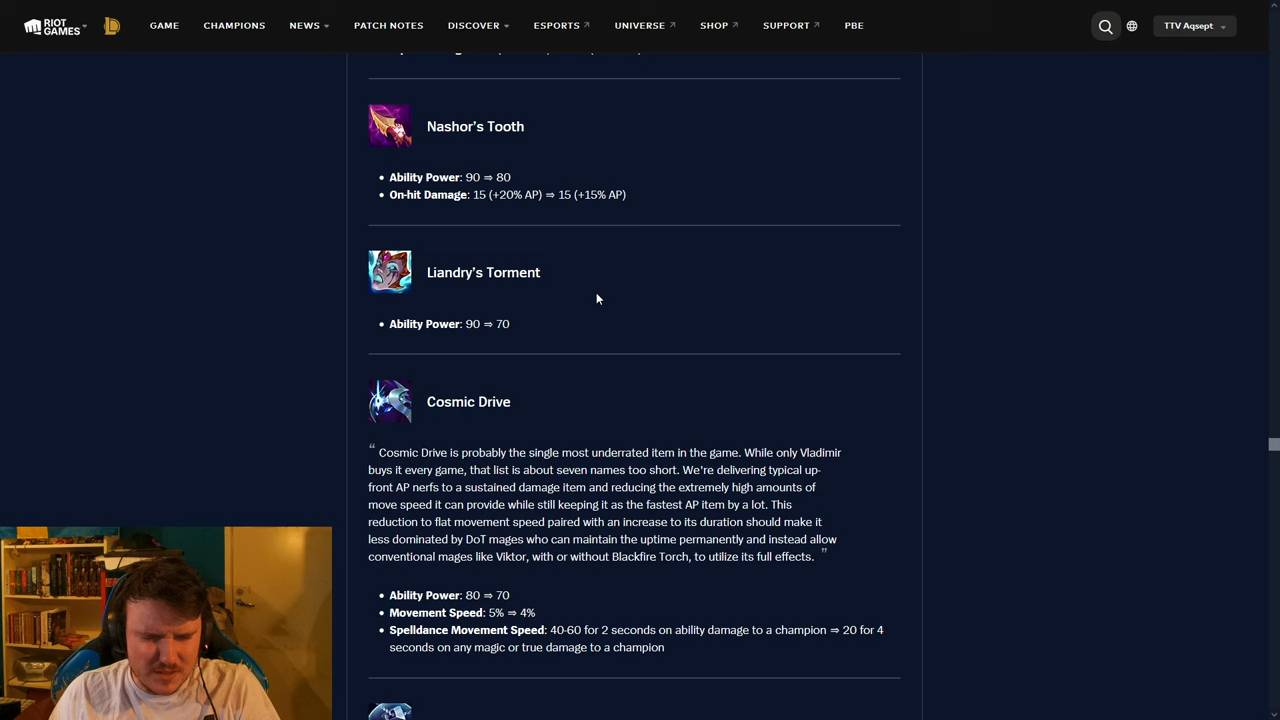 RIOT GAMES
GAME CHAMPIONS NEWS PATCH NOTES DISCOVER ESPORTS UNIVERSE SHOP SUPPORT PBE TTV Aqsept
Nashor's Tooth
• Ability Power: 90 ⇒ 80
• On-hit Damage: 15 (+20% AP) ⇒ 15 (+15% AP)
Liandry's Torment
• Ability Power: 90 ⇒ 70
Cosmic Drive
“ Cosmic Drive is probably the single most underrated item in the game. While only Vladimir
buys it every game, that list is about seven names too short. We're delivering typical up-
front AP nerfs to a sustained damage item and reducing the extremely high amounts of
move speed it can provide while still keeping it as the fastest AP item by a lot. This
reduction to flat movement speed paired with an increase to its duration should make it
less dominated by DoT mages who can maintain the uptime permanently and instead allow
conventional mages like Viktor, with or without Blackfire Torch, to utilize its full effects. ”
• Ability Power: 80 ⇒ 70
• Movement Speed: 5% ⇒ 4%
• Spelldance Movement Speed: 40-60 for 2 seconds on ability damage to a champion ⇒ 20 for 4
seconds on any magic or true damage to a champion